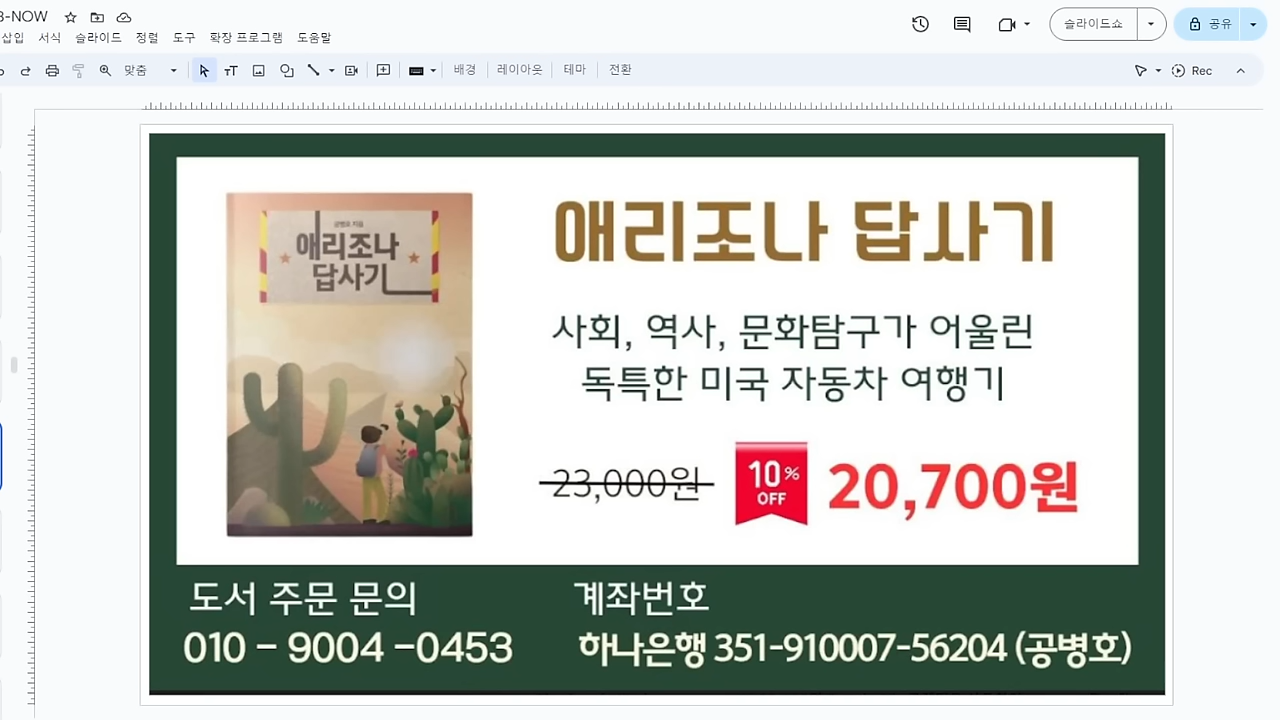 3-NOW
삽입 서식 슬라이드 정렬 도구 확장 프로그램 도움말
슬라이드쇼
공유
맞춤
배경 레이아웃 테마 전환
Rec
공병호 지음
애리조나
답사기
애리조나 답사기
사회, 역사, 문화탐구가 어울린
독특한 미국 자동차 여행기
23,000원
10%
OFF
20,700원
도서 주문 문의
010 - 9004 -0453
계좌번호
하나은행 351-910007-56204 (공병호)